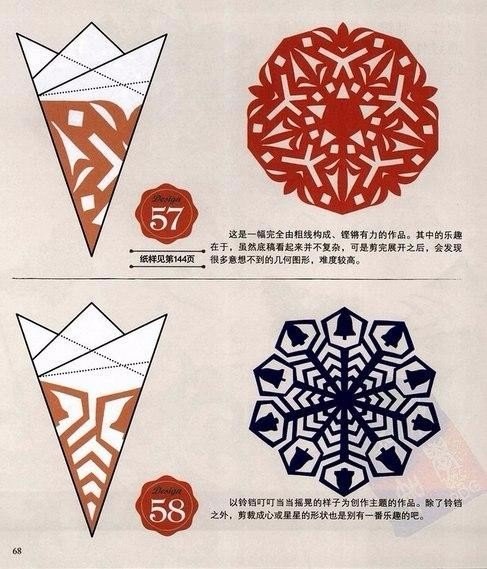 Design
57
纸样见第144页
这是一幅完全由粗线构成、铿锵有力的作品。其中的乐趣
在于，虽然底稿看起来并不复杂，可是剪完展开之后，会发现
很多意想不到的几何图形，难度较高。
Design
58
以铃铛叮叮当当摇晃的样子为创作主题的作品。除了铃铛
之外，剪裁成心或星星的形状也是别有一番乐趣的吧。
68